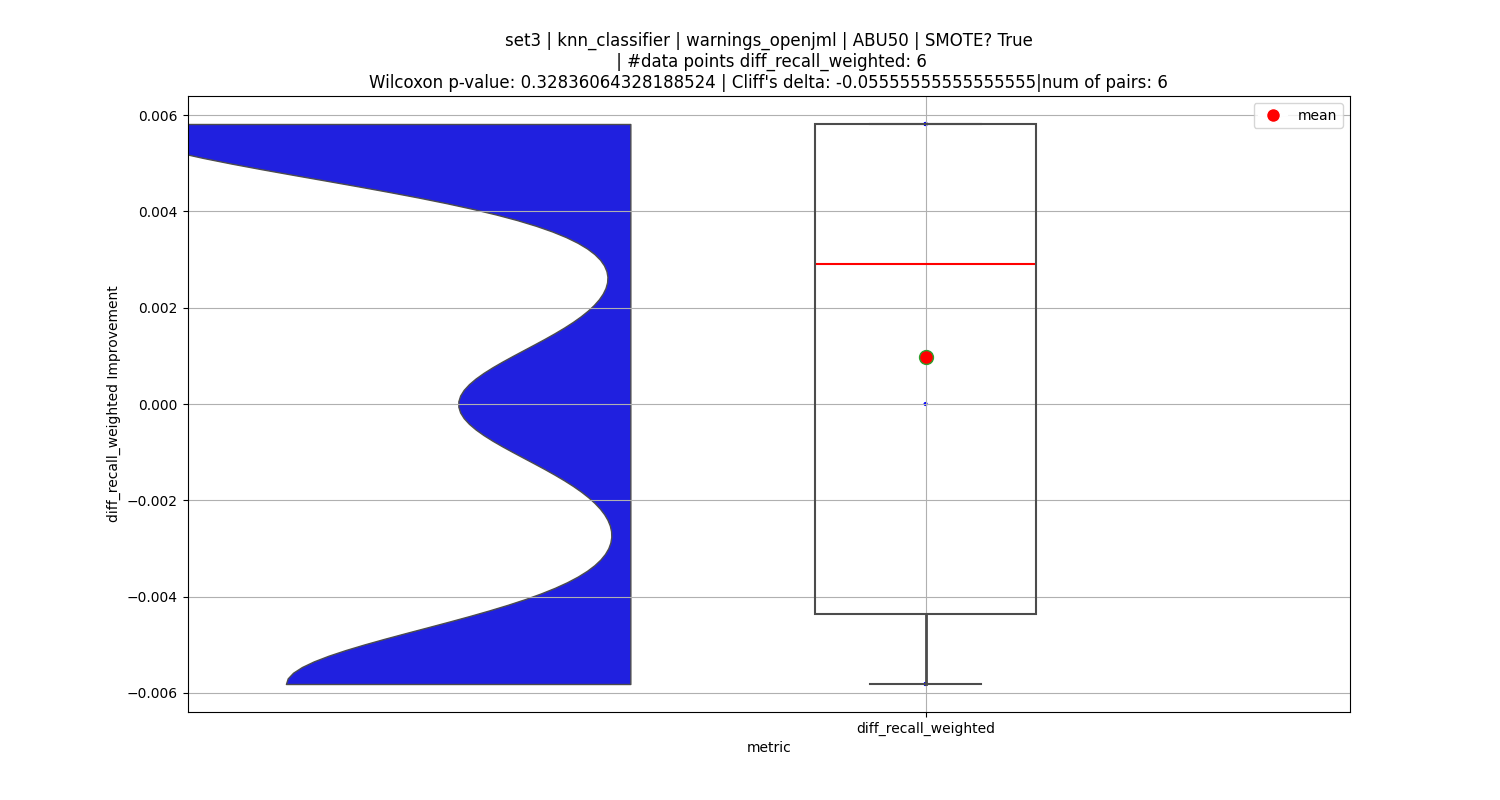 set3 | knn_classifier | warnings_openjml | ABU50 | SMOTE? True
| #data points diff_recall_weighted: 6
Wilcoxon p-value: 0.32836064328188524 | Cliff's delta: -0.05555555555555555|num of pairs: 6
mean
0.006
0.004
0.002
0.000
−0.002
−0.004
−0.006
diff_recall_weighted Improvement
diff_recall_weighted
metric